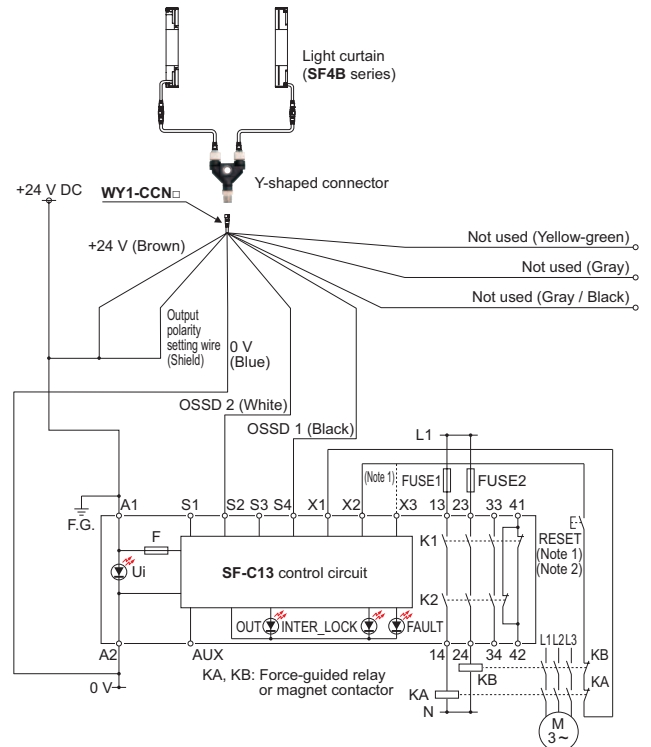 Light curtain
(SF4B series)
Y-shaped connector
+24 V DC
WY1-CCN□
+24 V (Brown)
Not used (Yellow-green)
Not used (Gray)
Not used (Gray / Black)
Output
polarity
setting wire
(Shield)
0 V
(Blue)
OSSD 2 (White)
OSSD 1 (Black)
L1
(Note 1)
FUSE1
FUSE2
A1
S1
S2
S3
S4
X1
X2
X3
13
23
33
41
F.G.
F
Ui
SF-C13 control circuit
K1
K2
RESET
(Note 1)
(Note 2)
OUT
INTER_LOCK
FAULT
A2
AUX
14
24
34
42
L1
L2
L3
KA, KB: Force-guided relay
or magnet contactor
KB
KB
KA
KA
0 V
N
M
3~